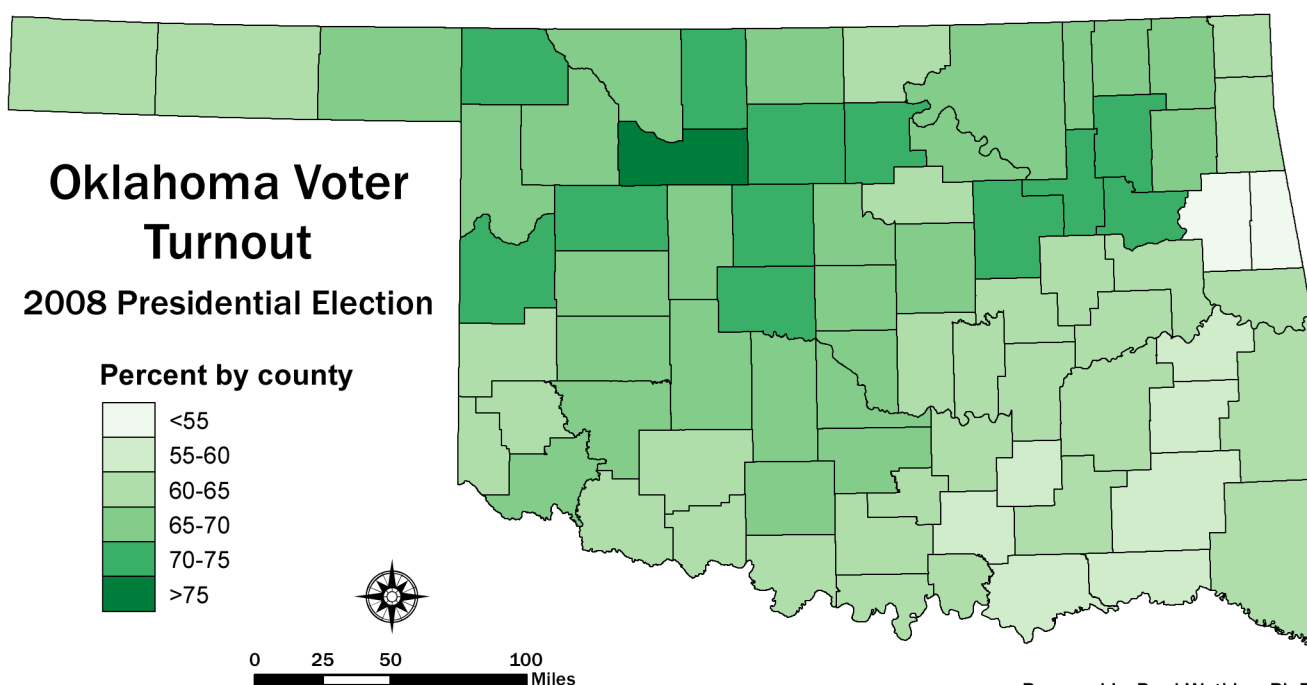 Oklahoma Voter
Turnout
2008 Presidential Election
Percent by county
<55
55-60
60-65
65-70
70-75
>75
0 25 50 100
Miles